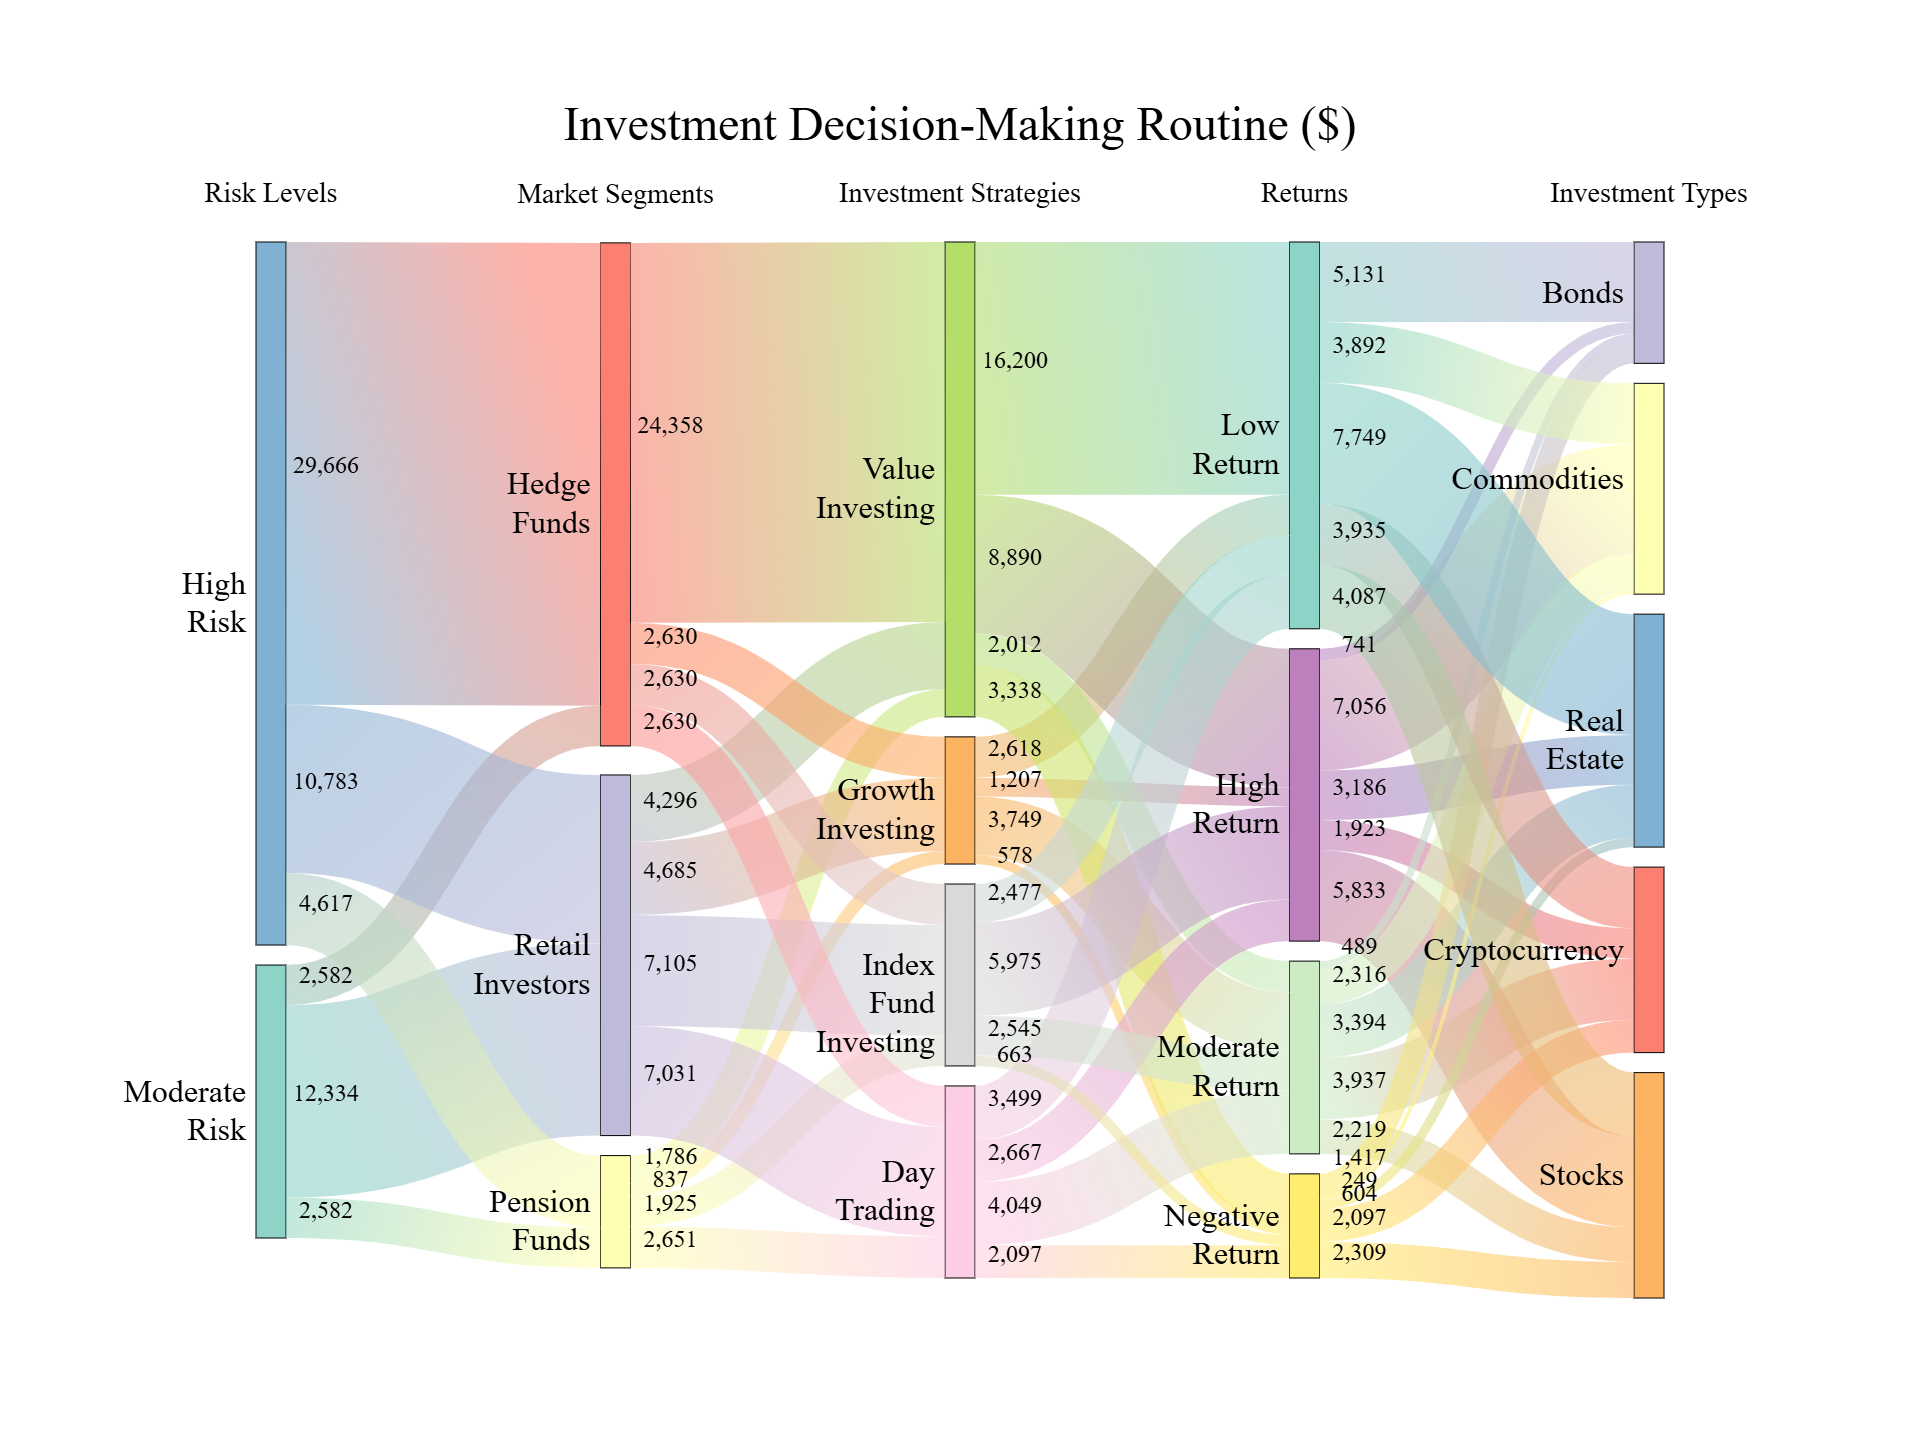 Investment Decision-Making Routine ($)
Risk Levels
Market Segments
Investment Strategies
Returns
Investment Types
High
Risk
Moderate
Risk
29,666
10,783
4,617
2,582
12,334
2,582
Hedge
Funds
Retail
Investors
Pension
Funds
24,358
2,630
2,630
2,630
4,296
4,685
7,105
7,031
1,786
837
1,925
2,651
Value
Investing
Growth
Investing
Index
Fund
Investing
Day
Trading
16,200
8,890
2,012
3,338
2,618
1,207
3,749
578
2,477
5,975
2,545
663
3,499
2,667
4,049
2,097
Low
Return
High
Return
Moderate
Return
Negative
Return
5,131
3,892
7,749
3,935
4,087
741
7,056
3,186
1,923
5,833
489
2,316
3,394
3,937
2,219
1,417
249
604
2,097
2,309
Bonds
Commodities
Real
Estate
Cryptocurrency
Stocks